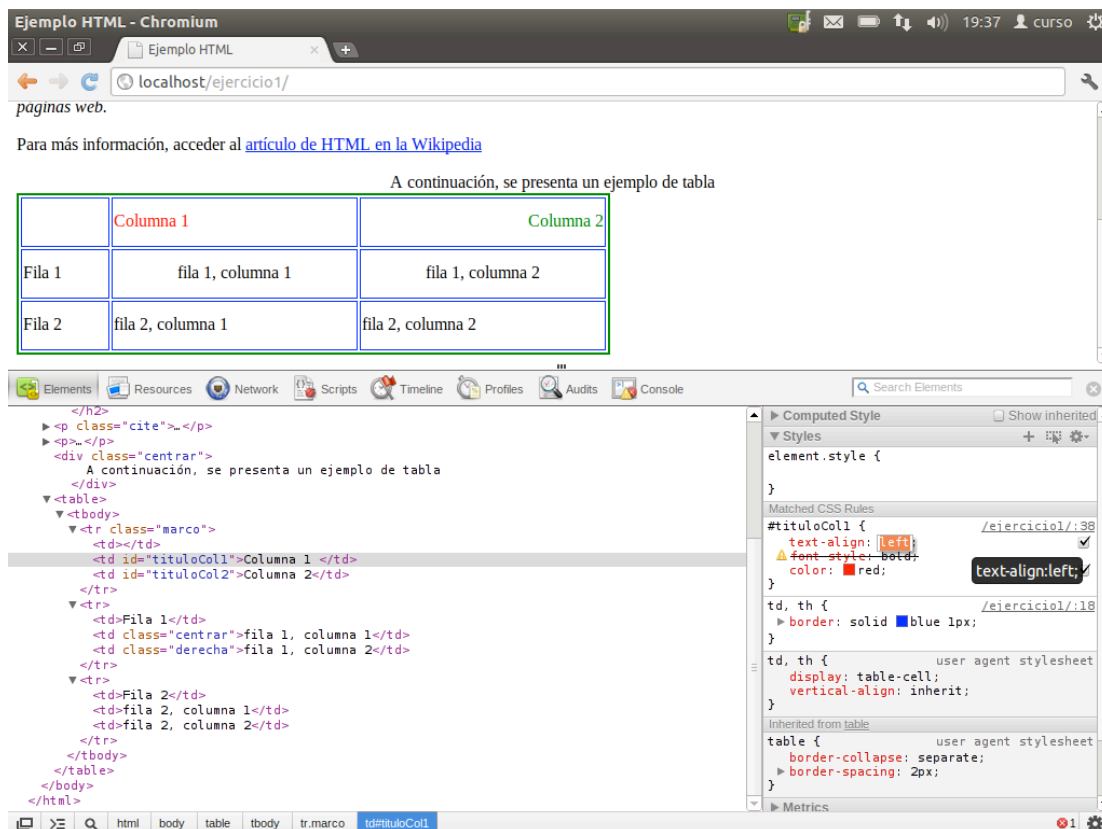 Ejemplo HTML - Chromium
19:37 curso
Ejemplo HTML
localhost/ejercicio1/
páginas web.
Para más información, acceder al artículo de HTML en la Wikipedia
A continuación, se presenta un ejemplo de tabla
Columna 1 Columna 2
Fila 1 fila 1, columna 1 fila 1, columna 2
Fila 2 fila 2, columna 1 fila 2, columna 2
Elements Resources Network Scripts Timeline Profiles Audits Console Search Elements
</h2>
▶<p class="cite">…</p>
▶<p>…</p>
<div class="centrar">
A continuación, se presenta un ejemplo de tabla
</div>
▼<table>
▼<tbody>
▼<tr class="marco">
<td></td>
<td id="tituloCol1">Columna 1 </td>
<td id="tituloCol2">Columna 2</td>
</tr>
▼<tr>
<td>Fila 1</td>
<td class="centrar">fila 1, columna 1</td>
<td class="derecha">fila 1, columna 2</td>
</tr>
▼<tr>
<td>Fila 2</td>
<td>fila 2, columna 1</td>
<td>fila 2, columna 2</td>
</tr>
</tbody>
</table>
</body>
</html>
▶ Computed Style Show inherited
▼ Styles
element.style {
}
Matched CSS Rules
#tituloCol1 { /ejercicio1/:38
text-align: left;
font-style: bold;
color: red;
text-align:left;
}
td, th { /ejercicio1/:18
▶border: solid blue 1px;
}
td, th { user agent stylesheet
display: table-cell;
vertical-align: inherit;
}
Inherited from table
table { user agent stylesheet
border-collapse: separate;
▶border-spacing: 2px;
}
▶ Metrics
html body table tbody tr.marco td#tituloCol1 1